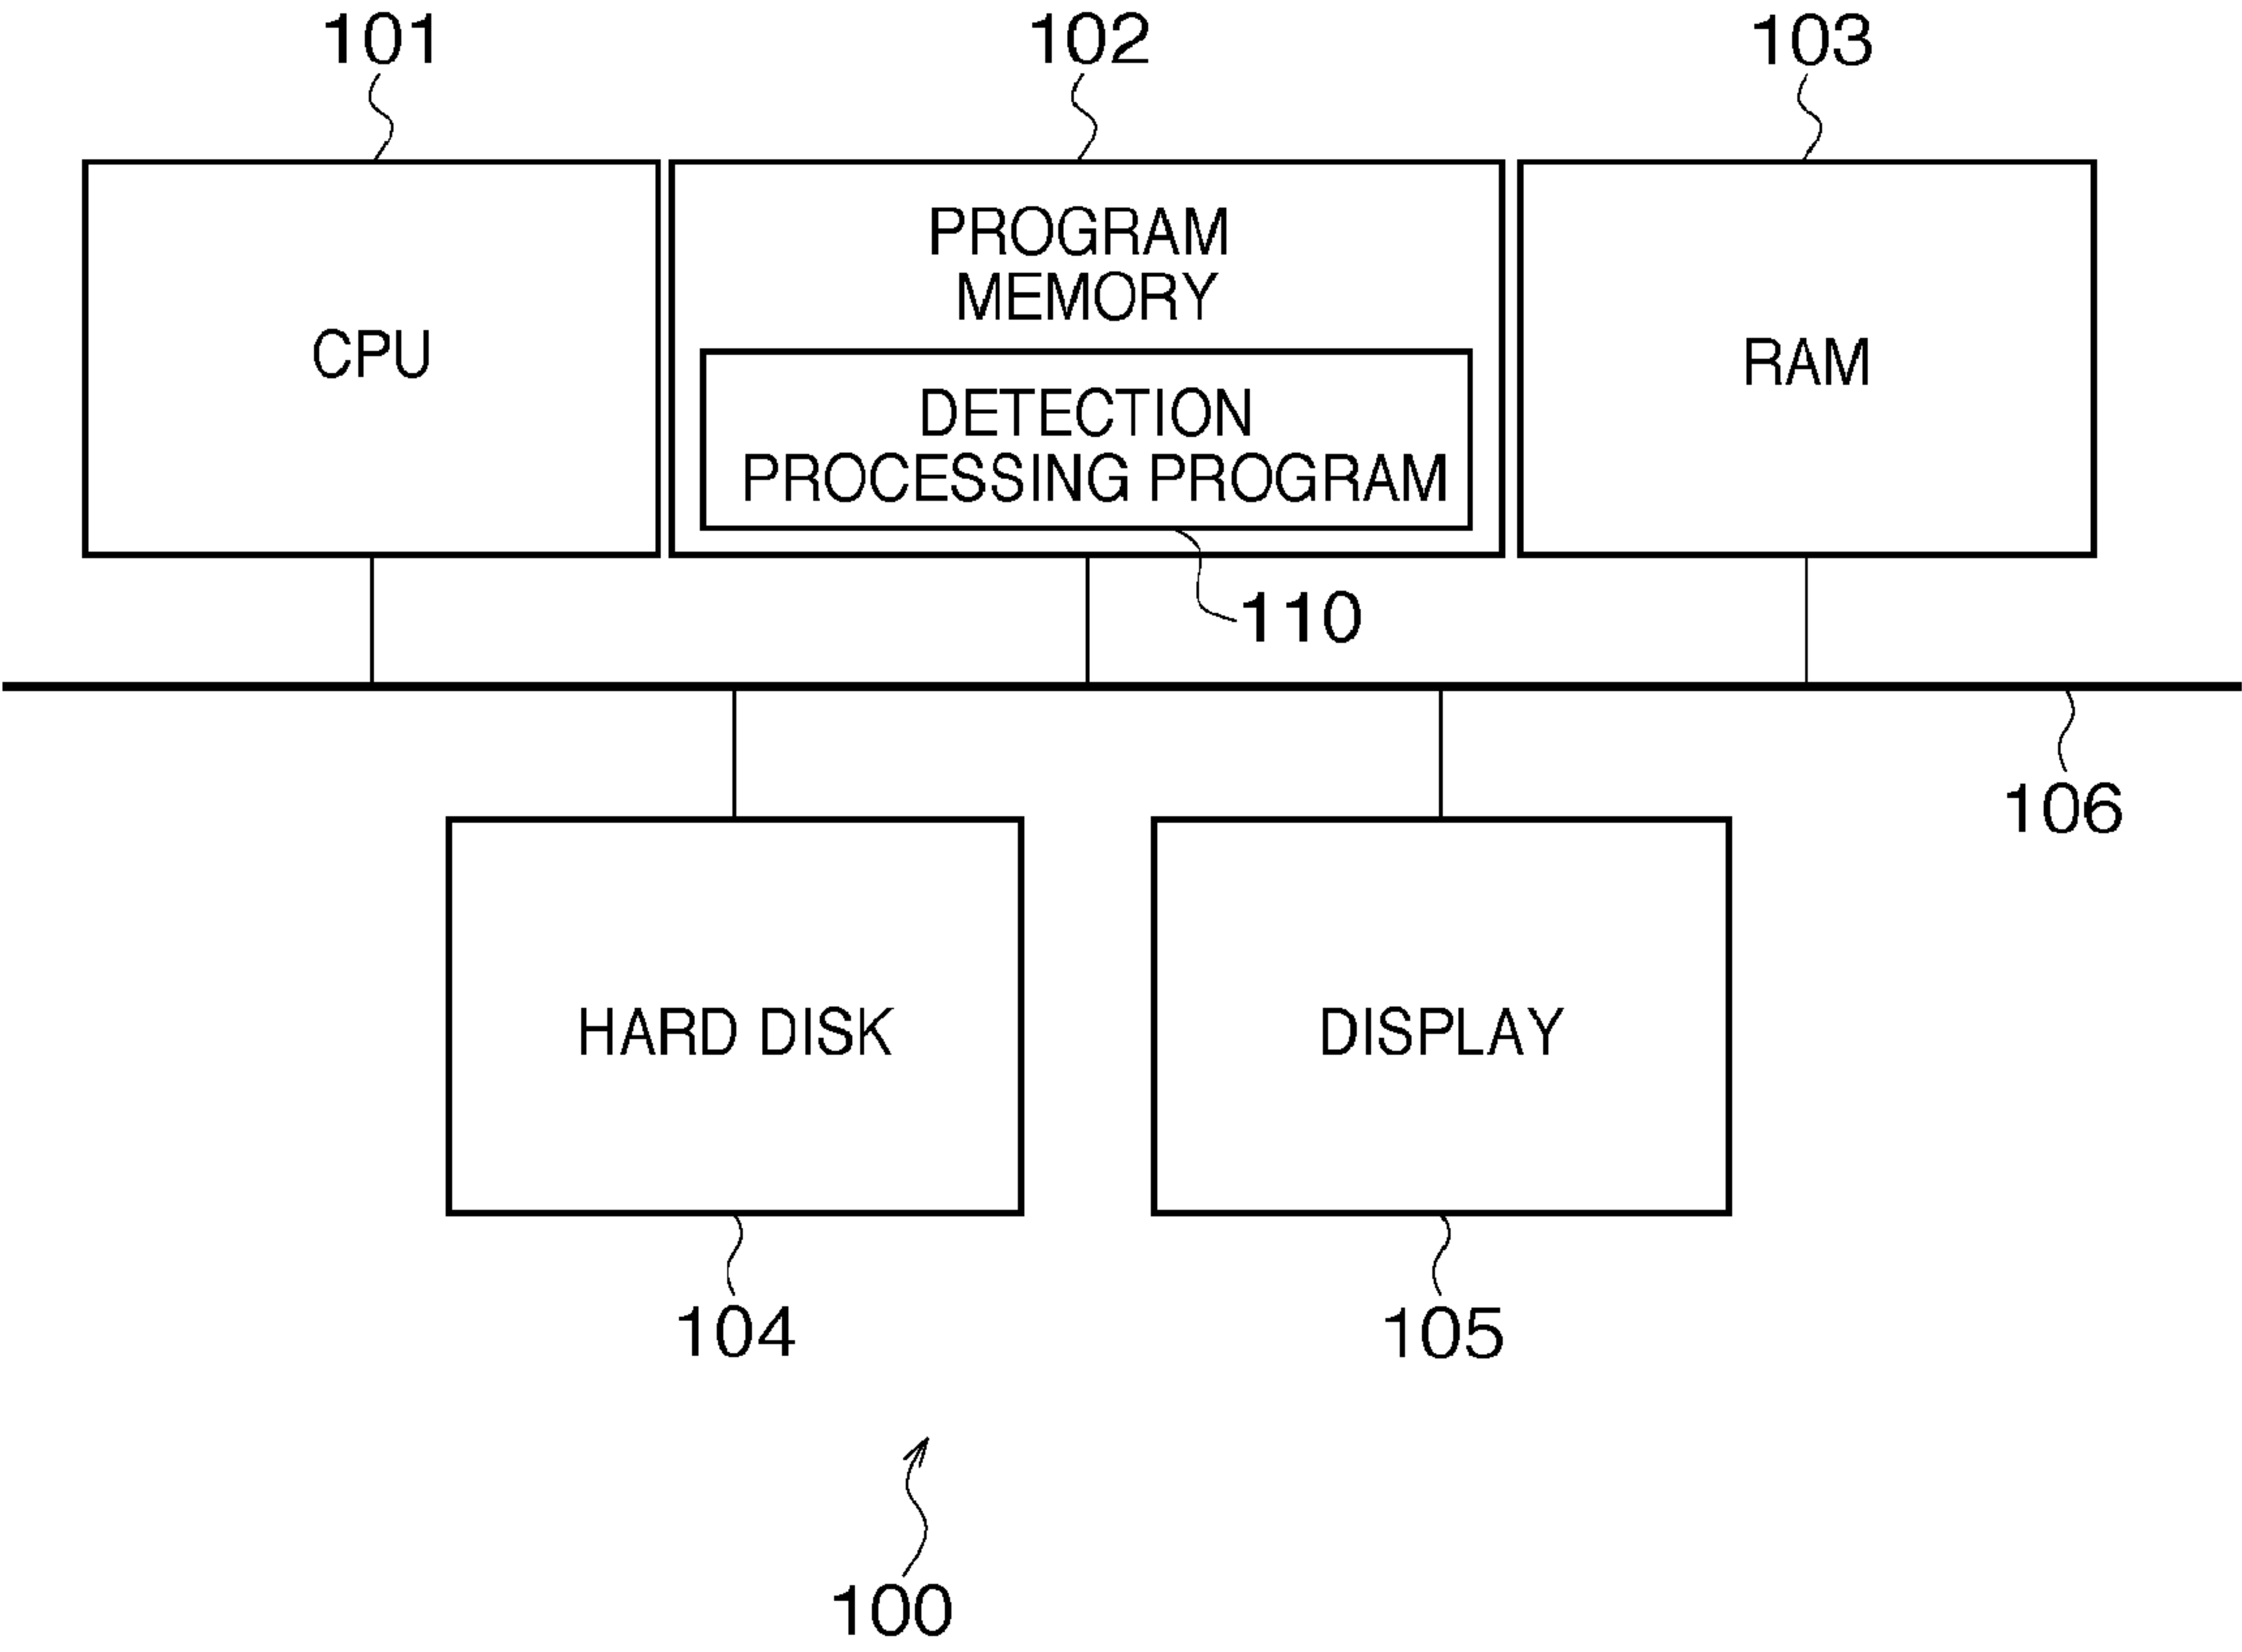 101
102
103
CPU
PROGRAM
MEMORY
DETECTION
PROCESSING PROGRAM
RAM
110
106
HARD DISK
DISPLAY
104
105
100